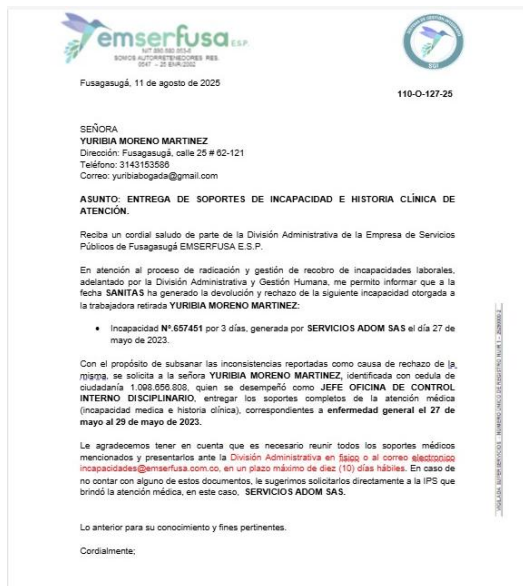 emserfusa E.S.P.
NIT 890.680.053-6
SOMOS AUTORRETENEDORES RES.
0547 - 25 ENR/2002
SGI
Fusagasugá, 11 de agosto de 2025
110-O-127-25
SEÑORA
YURIBIA MORENO MARTINEZ
Dirección: Fusagasugá, calle 25 # 62-121
Teléfono: 3143153586
Correo: yuribiabogada@gmail.com
ASUNTO: ENTREGA DE SOPORTES DE INCAPACIDAD E HISTORIA CLÍNICA DE
ATENCIÓN.
Reciba un cordial saludo de parte de la División Administrativa de la Empresa de Servicios
Públicos de Fusagasugá EMSERFUSA E.S.P.
En atención al proceso de radicación y gestión de recobro de incapacidades laborales,
adelantado por la División Administrativa y Gestión Humana, me permito informar que a la
fecha SANITAS ha generado la devolución y rechazo de la siguiente incapacidad otorgada a
la trabajadora retirada YURIBIA MORENO MARTINEZ:
• Incapacidad Nº.657451 por 3 días, generada por SERVICIOS ADOM SAS el día 27 de
mayo de 2023.
Con el propósito de subsanar las inconsistencias reportadas como causa de rechazo de la
misma, se solicita a la señora YURIBIA MORENO MARTINEZ, identificada con cedula de
ciudadanía 1.098.656.808, quien se desempeñó como JEFE OFICINA DE CONTROL
INTERNO DISCIPLINARIO, entregar los soportes completos de la atención médica
(incapacidad medica e historia clínica), correspondientes a enfermedad general el 27 de
mayo al 29 de mayo de 2023.
Le agradecemos tener en cuenta que es necesario reunir todos los soportes médicos
mencionados y presentarlos ante la División Administrativa en fisico o al correo electronico
incapacidades@emserfusa.com.co, en un plazo máximo de diez (10) días hábiles. En caso de
no contar con alguno de estos documentos, le sugerimos solicitarlos directamente a la IPS que
brindó la atención médica, en este caso, SERVICIOS ADOM SAS.
Lo anterior para su conocimiento y fines pertinentes.
Cordialmente;